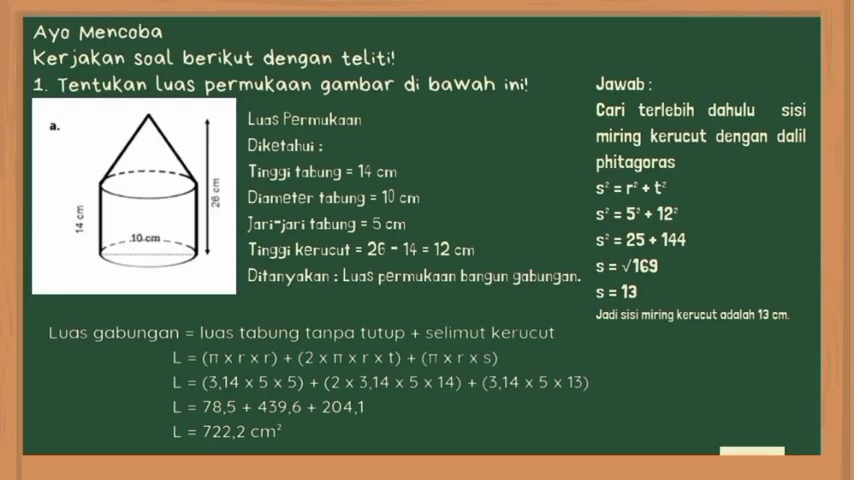 Ayo Mencoba
Kerjakan soal berikut dengan teliti!
1. Tentukan luas permukaan gambar di bawah ini!
a.
14 cm
10 cm
26 cm
Luas Permukaan
Diketahui :
Tinggi tabung = 14 cm
Diameter tabung = 10 cm
Jari-jari tabung = 5 cm
Tinggi kerucut = 26 - 14 = 12 cm
Ditanyakan : Luas permukaan bangun gabungan.
Jawab :
Cari terlebih dahulu sisi
miring kerucut dengan dalil
phitagoras
s² = r² + t²
s² = 5² + 12²
s² = 25 + 144
s = √169
s = 13
Jadi sisi miring kerucut adalah 13 cm.
Luas gabungan = luas tabung tanpa tutup + selimut kerucut
L = (π x r x r) + (2 x π x r x t) + (π x r x s)
L = (3,14 x 5 x 5) + (2 x 3,14 x 5 x 14) + (3,14 x 5 x 13)
L = 78,5 + 439,6 + 204,1
L = 722,2 cm²